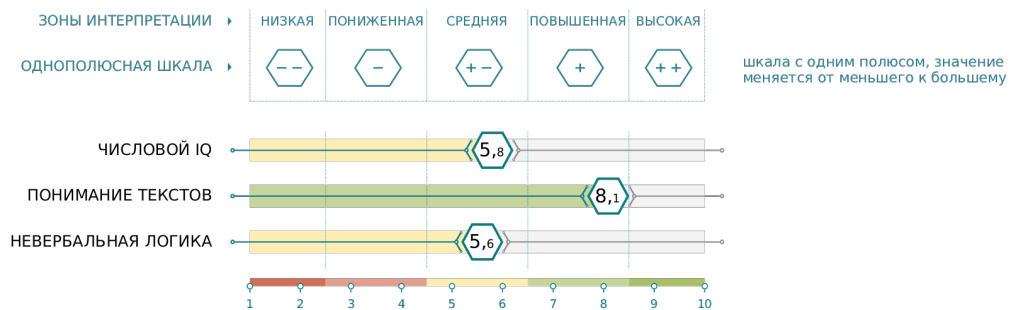 ЗОНЫ ИНТЕРПРЕТАЦИИ НИЗКАЯ ПОНИЖЕННАЯ СРЕДНЯЯ ПОВЫШЕННАЯ ВЫСОКАЯ
ОДНОПОЛЮСНАЯ ШКАЛА −− − +− + ++
шкала с одним полюсом, значение
меняется от меньшего к большему
ЧИСЛОВОЙ IQ 5,8
ПОНИМАНИЕ ТЕКСТОВ 8,1
НЕВЕРБАЛЬНАЯ ЛОГИКА 5,6
1 2 3 4 5 6 7 8 9 10